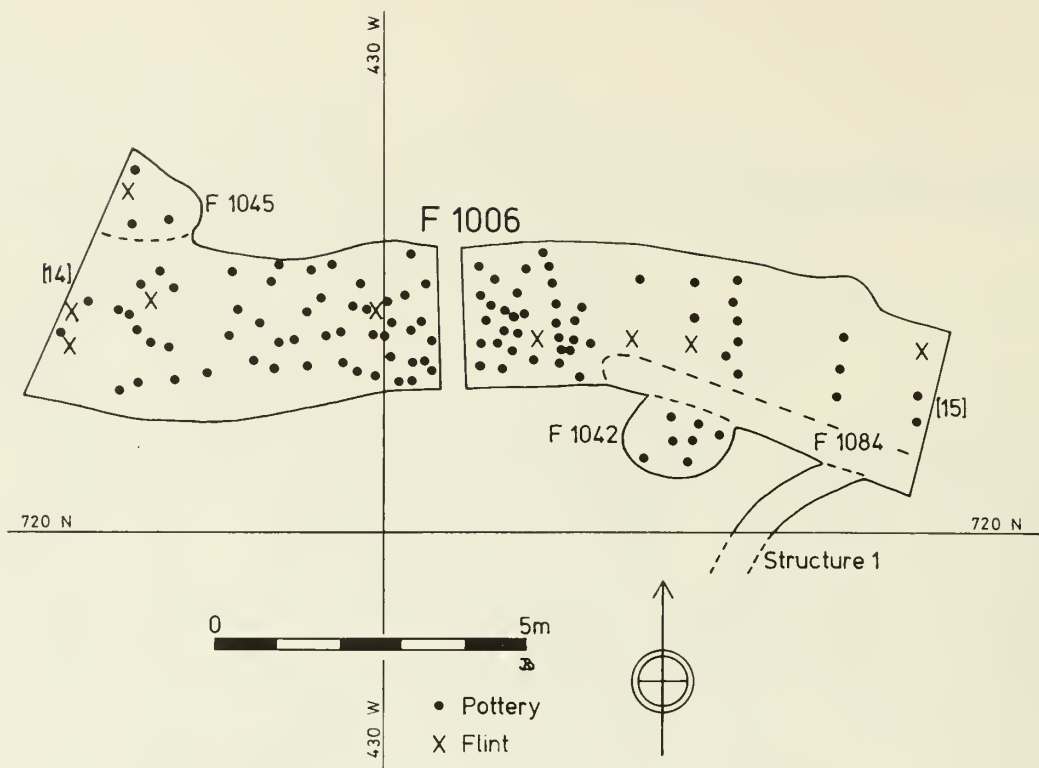 430 W
F 1045
F 1006
[14]
[15]
F 1042
F 1084
720 N
720 N
Structure 1
0 5m
430 W
Pottery
X Flint